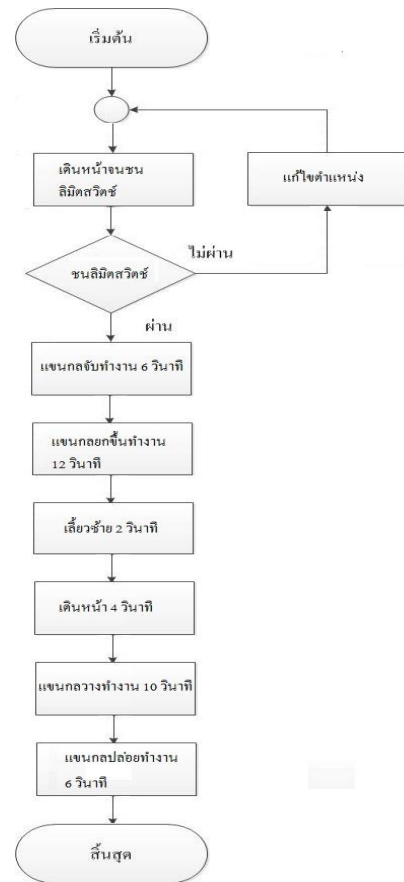 เริ่มต้น
เดินหน้าจนชน
ลิมิตสวิตช์
แก้ไขตำแหน่ง
ชนลิมิตสวิตช์
ไม่ผ่าน
ผ่าน
แขนกลจับทำงาน 6 วินาที
แขนกลยกขึ้นทำงาน
12 วินาที
เลี้ยวซ้าย 2 วินาที
เดินหน้า 4 วินาที
แขนกลวางทำงาน 10 วินาที
แขนกลปล่อยทำงาน
6 วินาที
สิ้นสุด